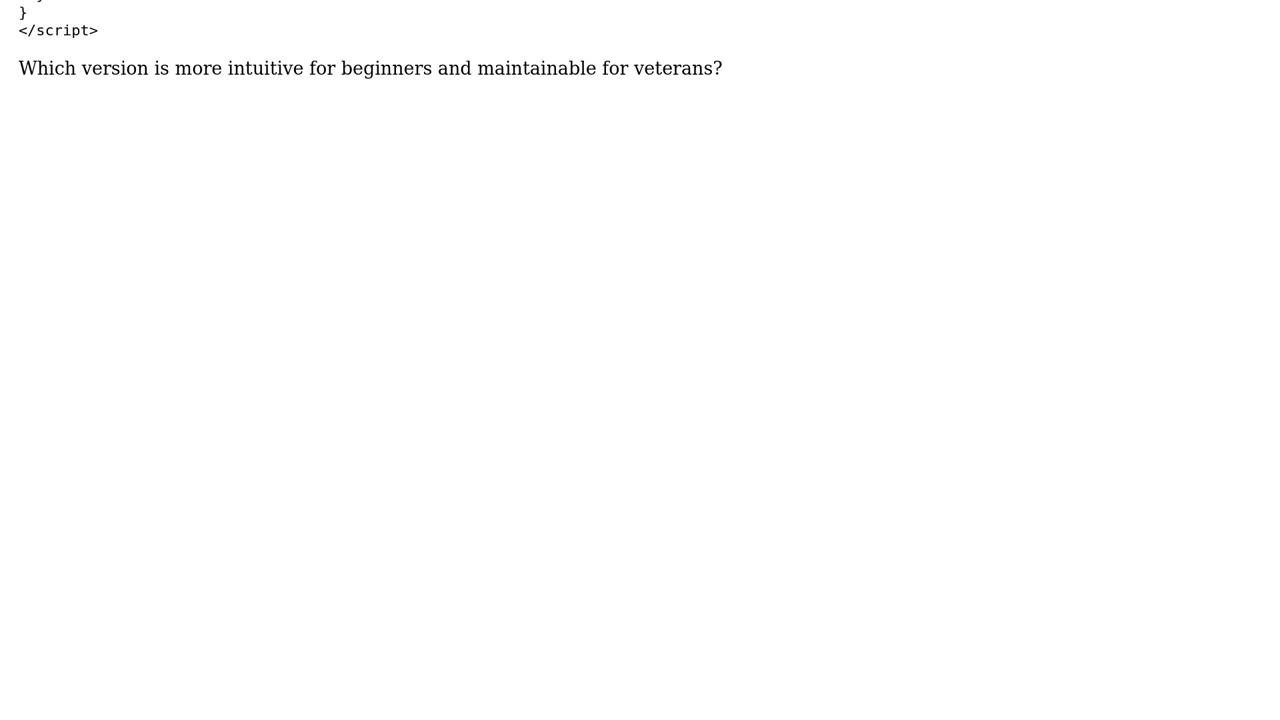 }
</script>
Which version is more intuitive for beginners and maintainable for veterans?